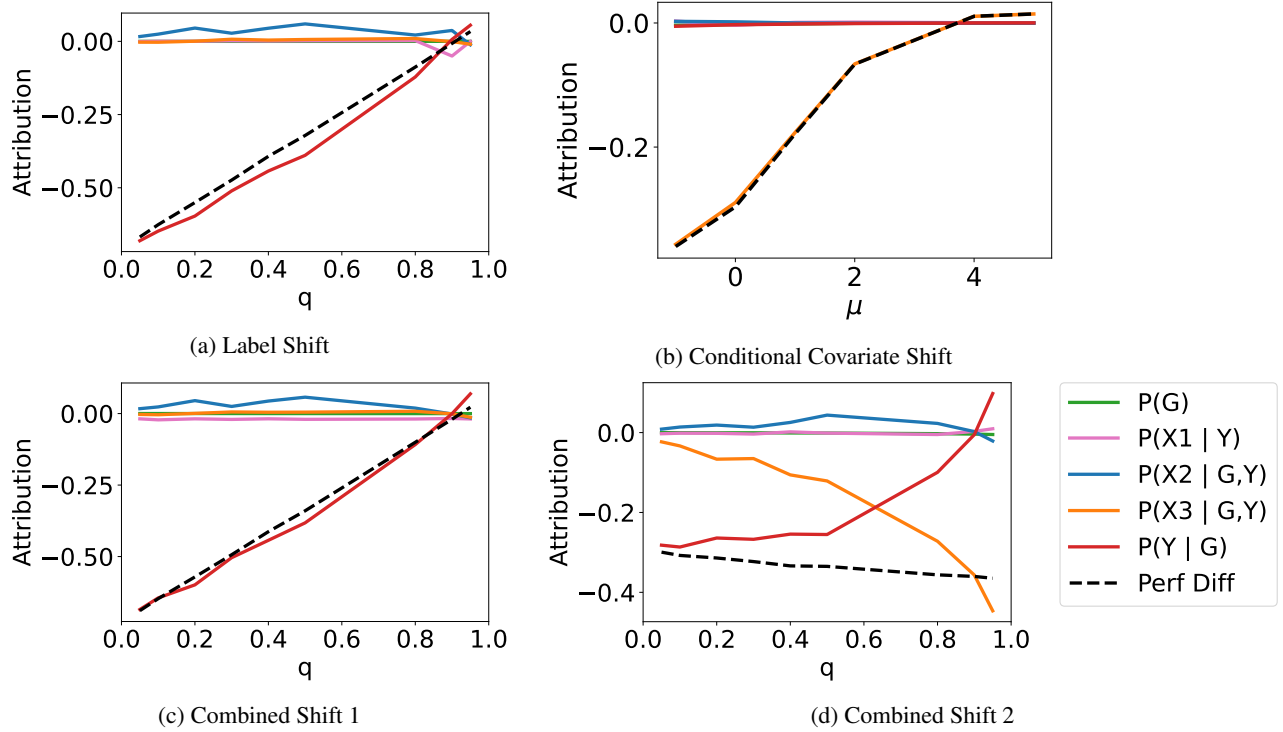 0.00
−0.25
−0.50
Attribution
0.0 0.2 0.4 0.6 0.8 1.0
q
(a) Label Shift
0.0
−0.2
Attribution
0 2 4
μ
(b) Conditional Covariate Shift
0.00
−0.25
−0.50
Attribution
0.0 0.2 0.4 0.6 0.8 1.0
q
(c) Combined Shift 1
0.0
−0.2
−0.4
Attribution
0.0 0.2 0.4 0.6 0.8 1.0
q
(d) Combined Shift 2
P(G)
P(X1 | Y)
P(X2 | G,Y)
P(X3 | G,Y)
P(Y | G)
Perf Diff